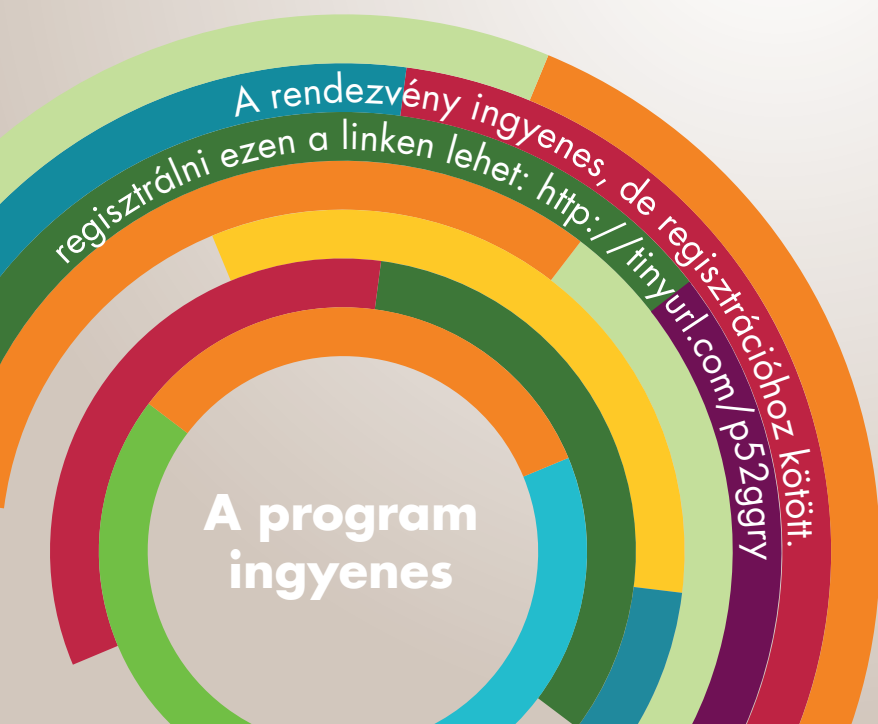 A rendezvény ingyenes, de regisztrációhoz kötött.
regisztrálni ezen a linken lehet: http://tinyurl.com/p52ggry
A program
ingyenes